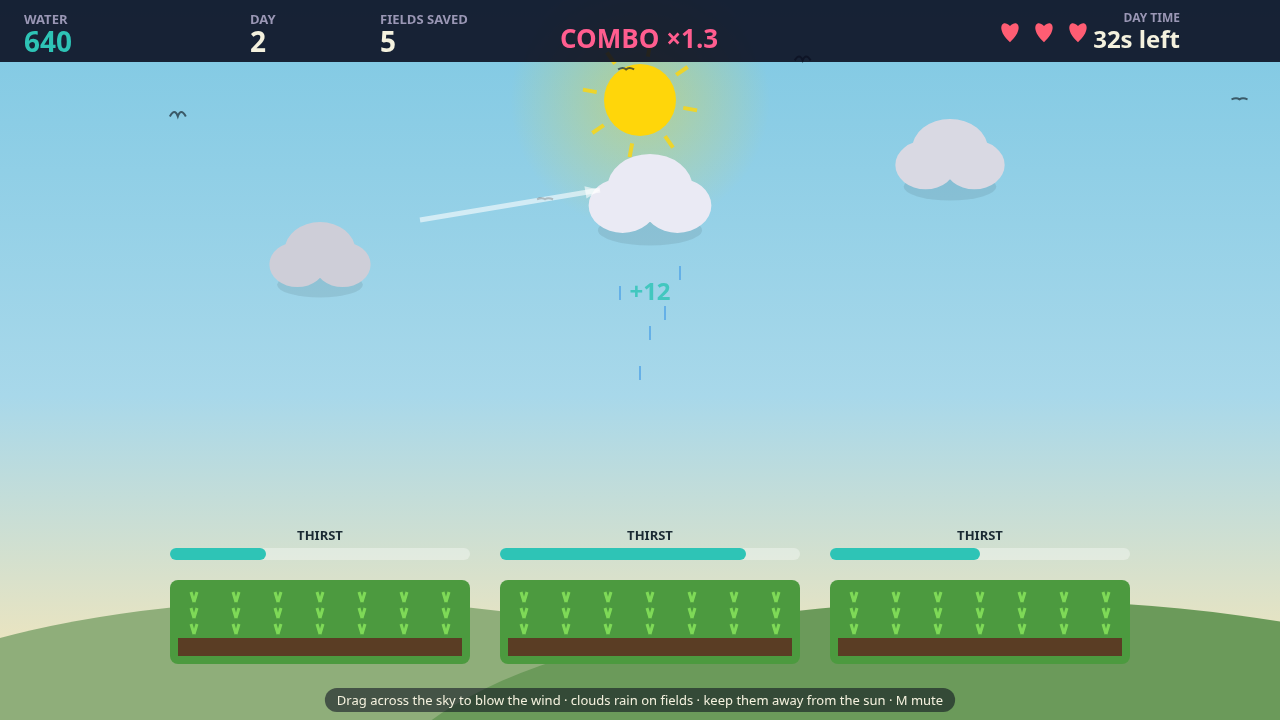 WATER
640
DAY
2
FIELDS SAVED
5
COMBO ×1.3
DAY TIME
32s left
+12
THIRST
THIRST
THIRST
Drag across the sky to blow the wind · clouds rain on fields · keep them away from the sun · M mute